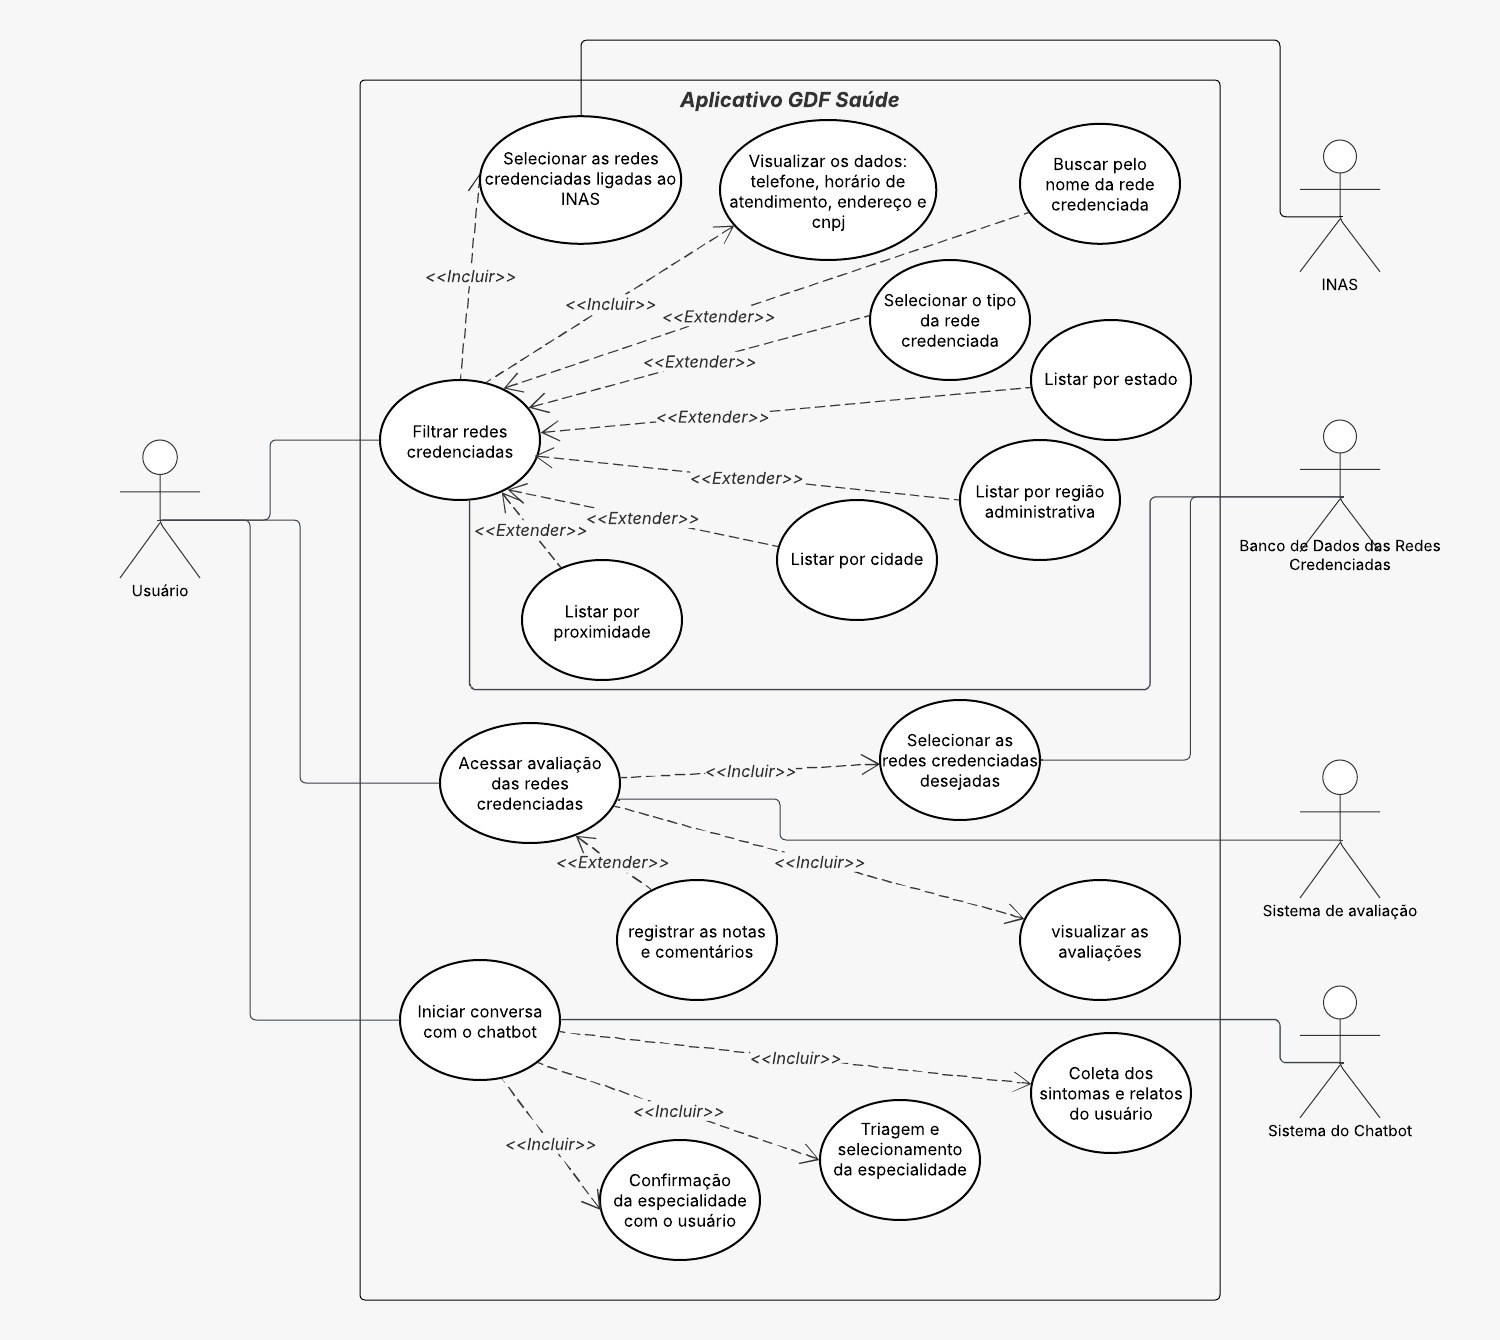 Aplicativo GDF Saúde
Selecionar as redes
credenciadas ligadas ao
INAS
Visualizar os dados:
telefone, horário de
atendimento, endereço e
cnpj
Buscar pelo
nome da rede
credenciada
INAS
<<Incluir>>
<<Incluir>>
<<Extender>>
Selecionar o tipo
da rede
credenciada
<<Extender>>
Listar por estado
<<Extender>>
Filtrar redes
credenciadas
<<Extender>>
Listar por região
administrativa
<<Extender>>
<<Extender>>
Listar por cidade
Banco de Dados das Redes
Credenciadas
Usuário
Listar por
proximidade
Acessar avaliação
das redes
credenciadas
<<Incluir>>
Selecionar as
redes credenciadas
desejadas
<<Extender>>
<<Incluir>>
registrar as notas
e comentários
visualizar as
avaliações
Sistema de avaliação
Iniciar conversa
com o chatbot
<<Incluir>>
Coleta dos
sintomas e relatos
do usuário
<<Incluir>>
Triagem e
selecionamento
da especialidade
Sistema do Chatbot
<<Incluir>>
Confirmação
da especialidade
com o usuário